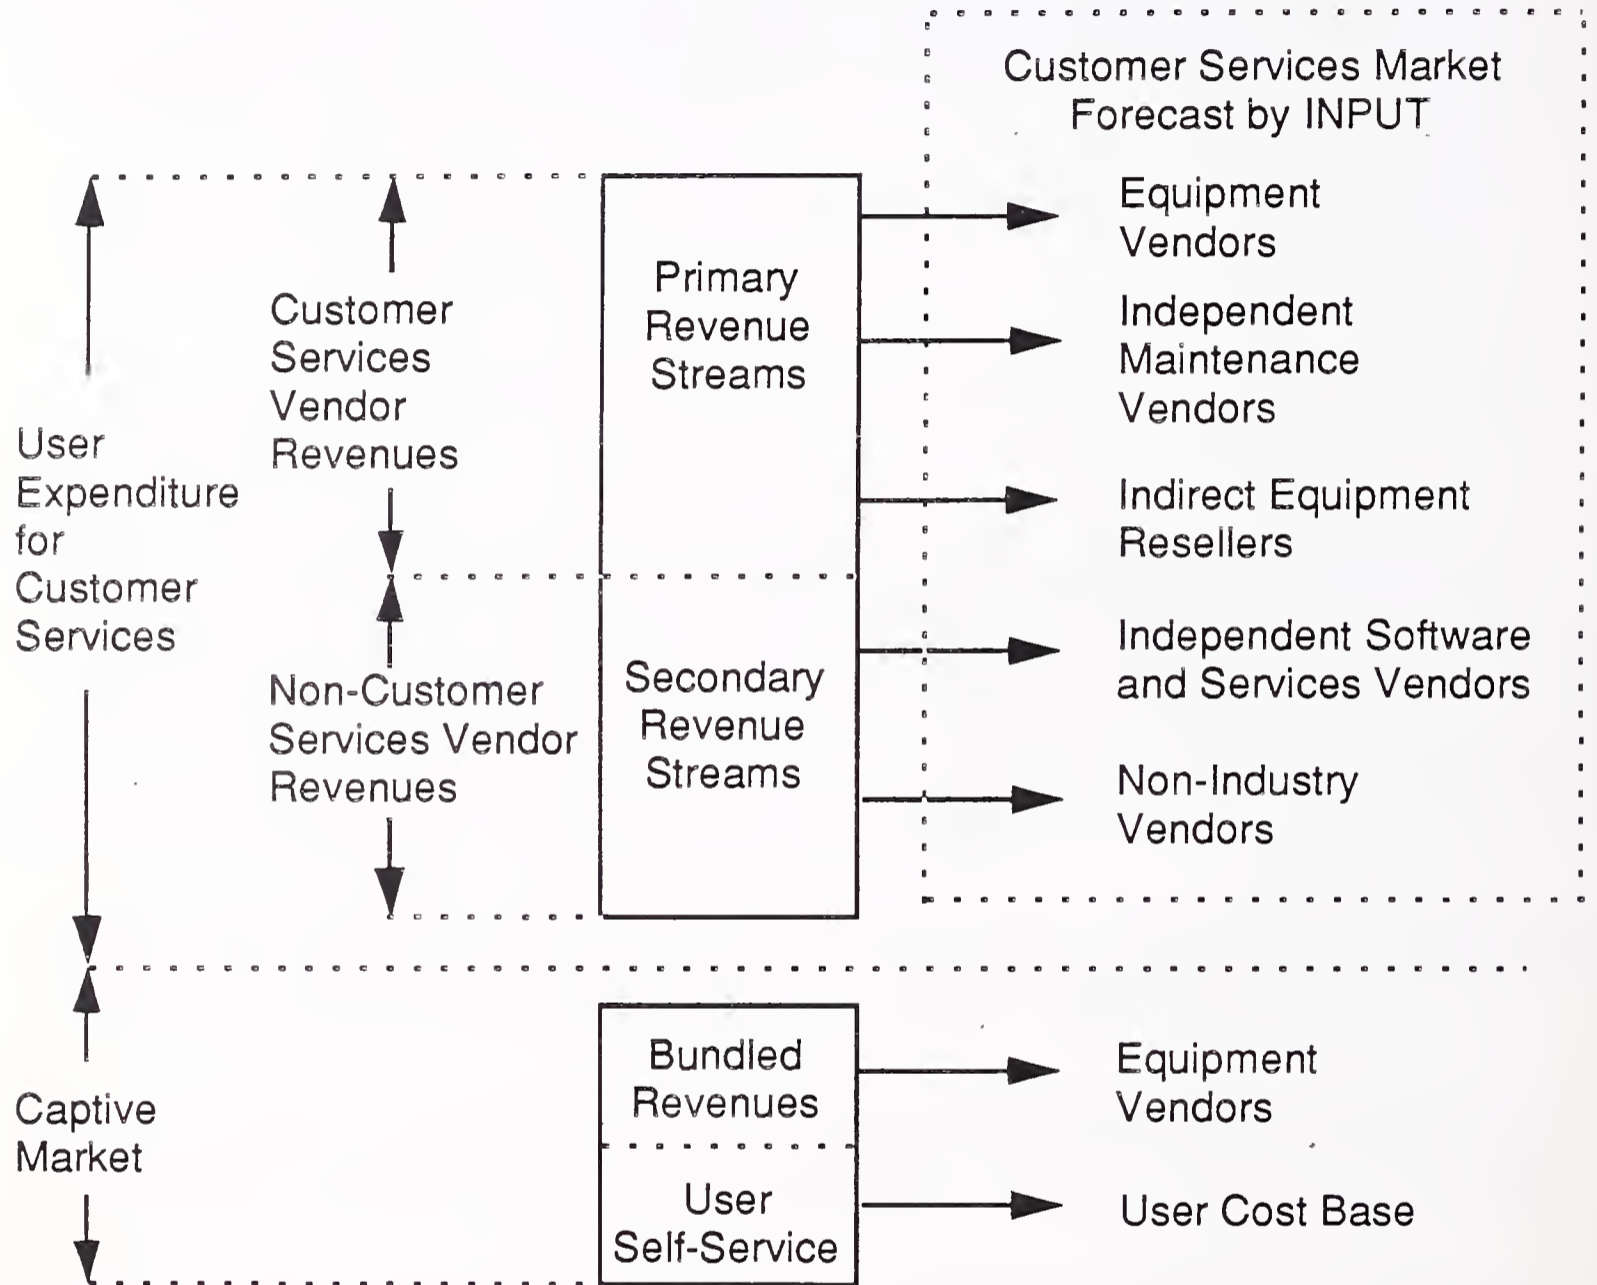 Customer Services Market
Forecast by INPUT
Equipment
Vendors
Primary
Revenue
Streams
Customer
Services
Vendor
Revenues
Independent
Maintenance
Vendors
User
Expenditure
for
Customer
Services
Indirect Equipment
Resellers
Independent Software
and Services Vendors
Non-Customer
Services Vendor
Revenues
Secondary
Revenue
Streams
Non-Industry
Vendors
Bundled
Revenues
Equipment
Vendors
Captive
Market
User
Self-Service
User Cost Base